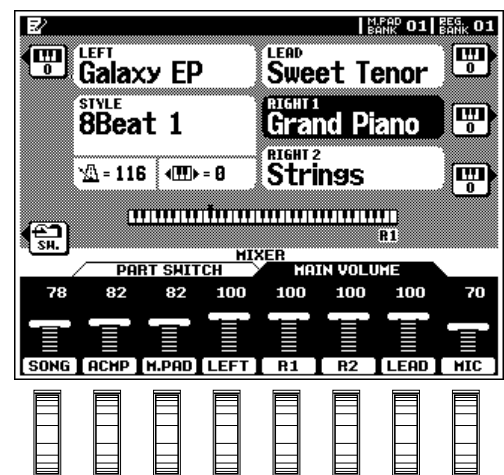 M.PAD BANK 01 REG. BANK 01
LEFT
Galaxy EP
LEAD
Sweet Tenor
0
0
STYLE
8Beat 1
RIGHT 1
Grand Piano
0
= 116
= 0
RIGHT 2
Strings
0
SW.
R1
MIXER
PART SWITCH
MAIN VOLUME
78 82 82 100 100 100 100 70
SONG ACMP M.PAD LEFT R1 R2 LEAD MIC